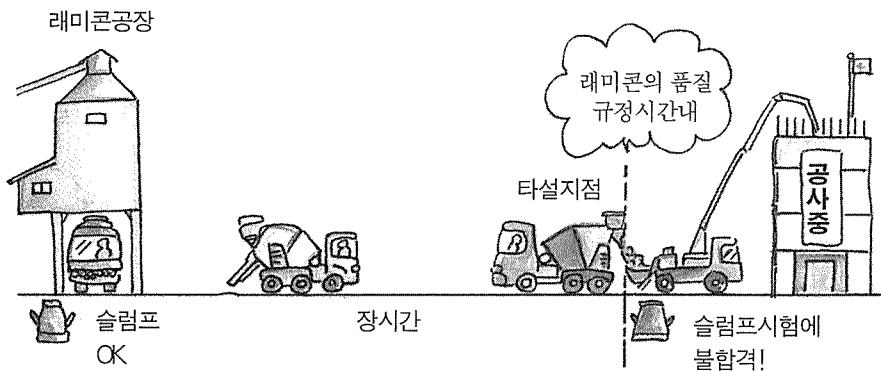 래미콘공장
래미콘의 품질
규정시간내
타설지점
공사중
슬럼프
OK
장시간
슬럼프시험에
불합격!